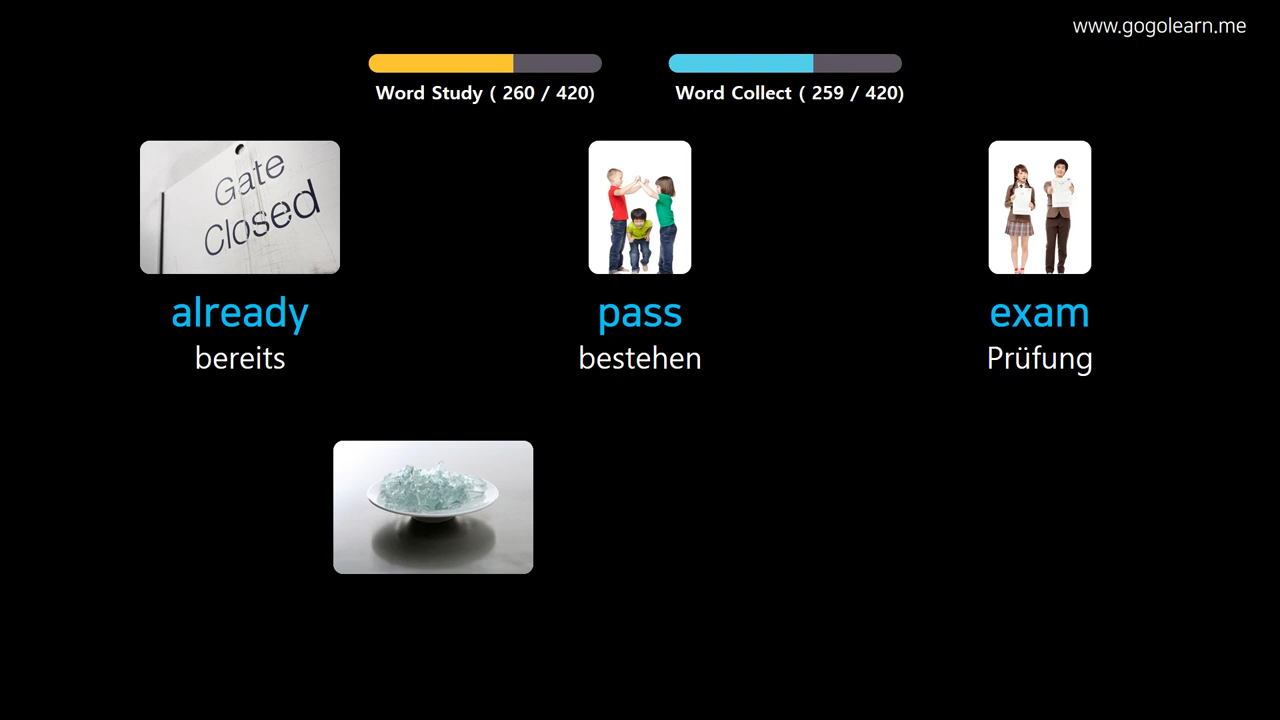 www.gogolearn.me
Word Study ( 260 / 420)
Word Collect ( 259 / 420)
Gate
Closed
already
pass
exam
bereits
bestehen
Prüfung